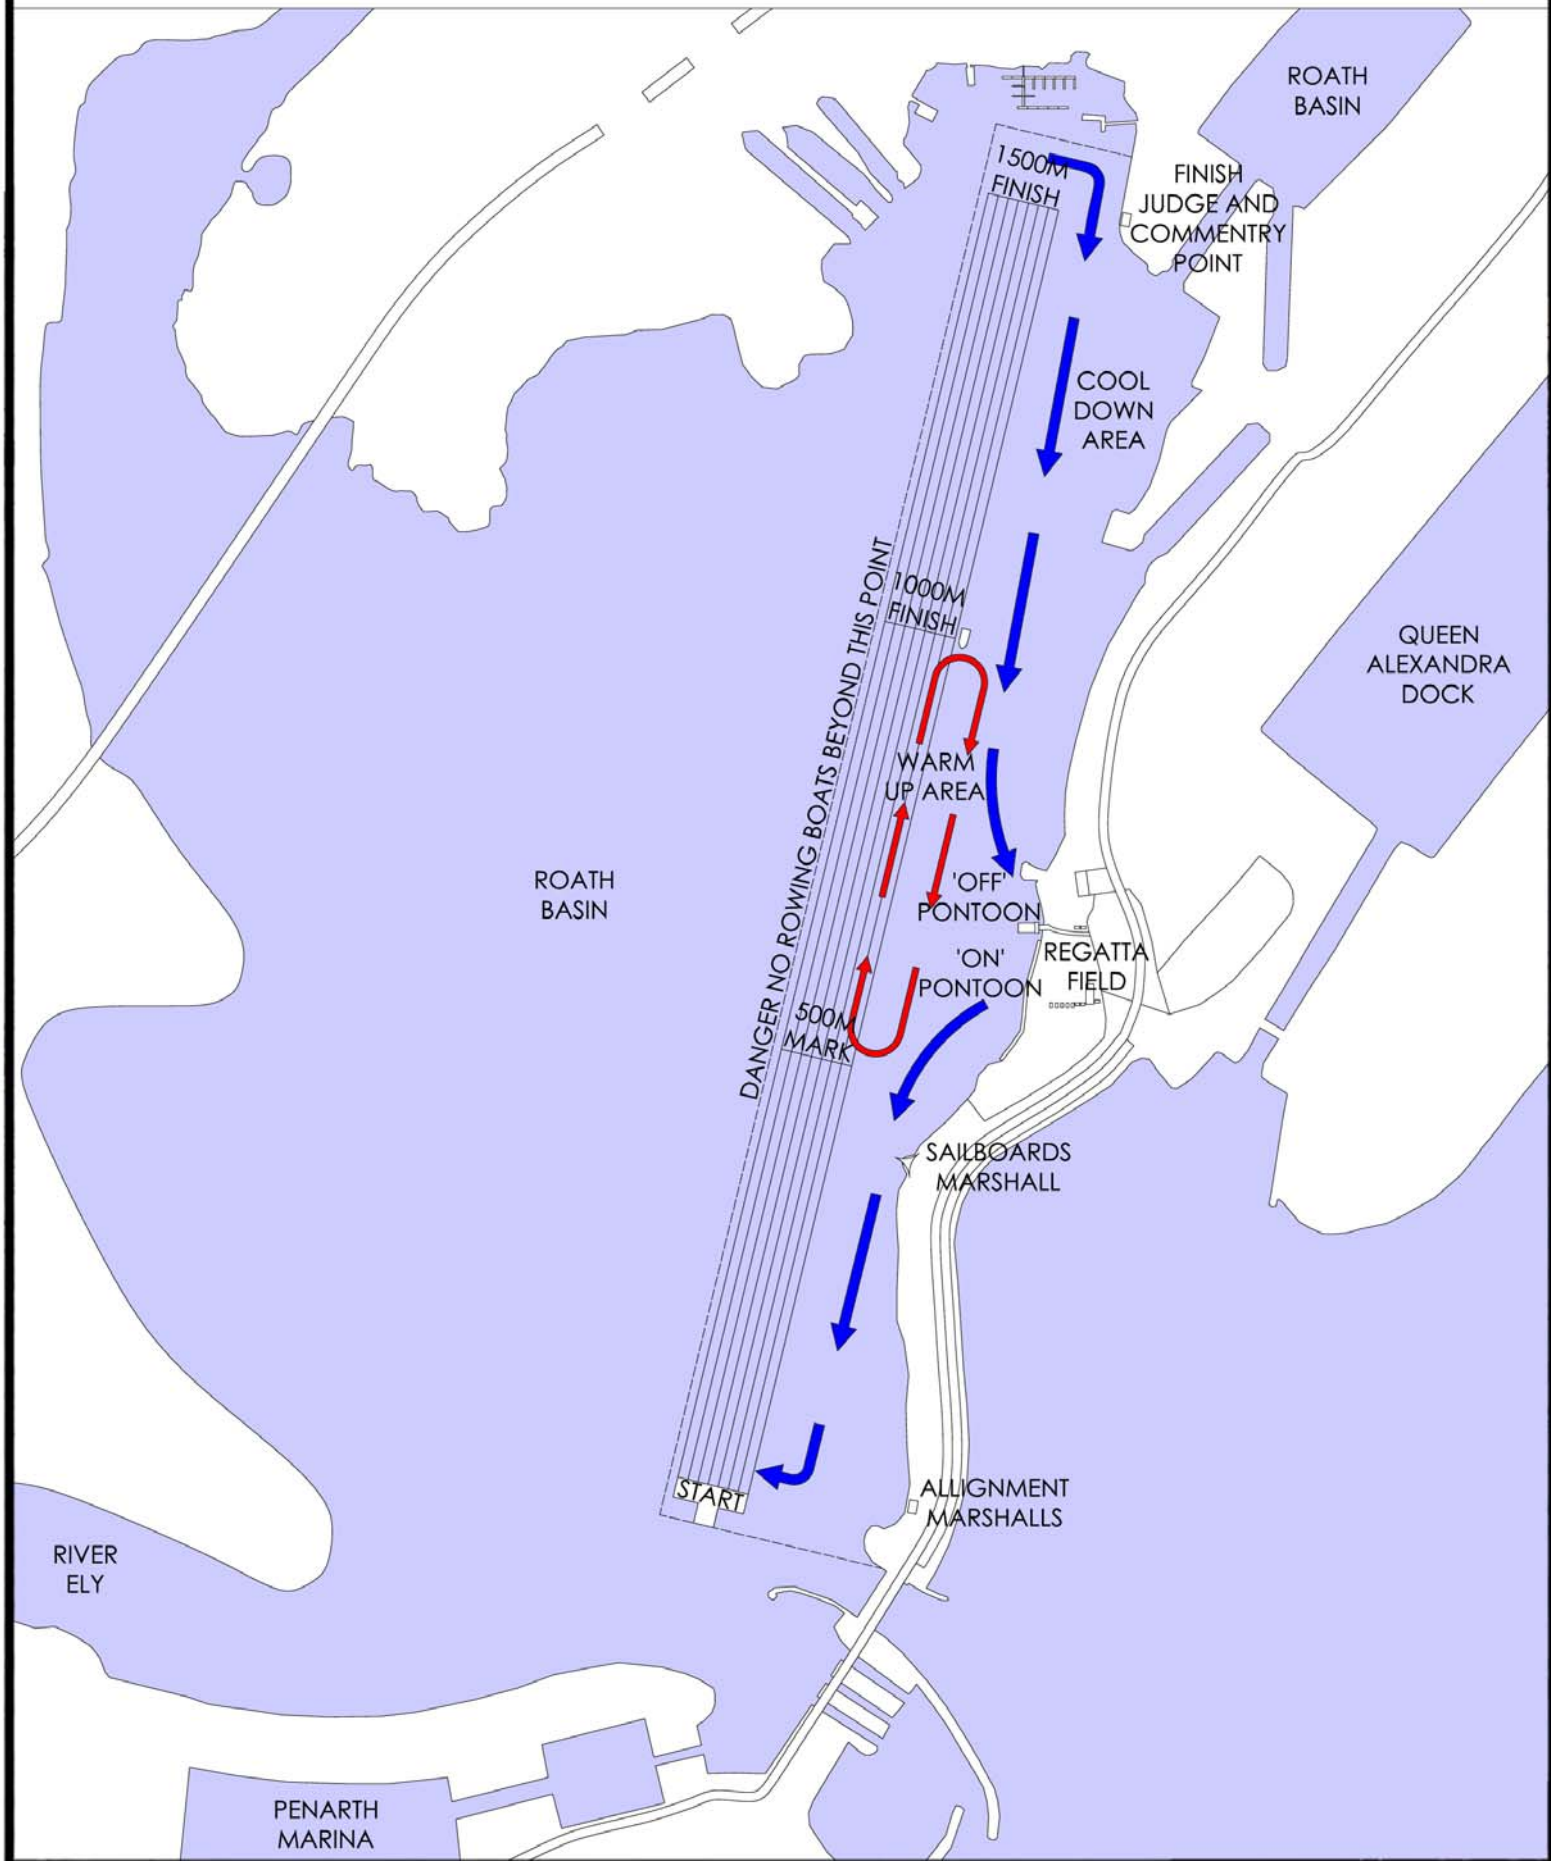 ROATH
BASIN
1500M
FINISH
FINISH
JUDGE AND
COMMENTRY
POINT
COOL
DOWN
AREA
DANGER NO ROWING BOATS BEYOND THIS POINT
1000M
FINISH
QUEEN
ALEXANDRA
DOCK
WARM
UP AREA
ROATH
BASIN
'OFF'
PONTOON
'ON'
PONTOON
REGATTA
FIELD
500M
MARK
SAILBOARDS
MARSHALL
START
ALLIGNMENT
MARSHALLS
RIVER
ELY
PENARTH
MARINA